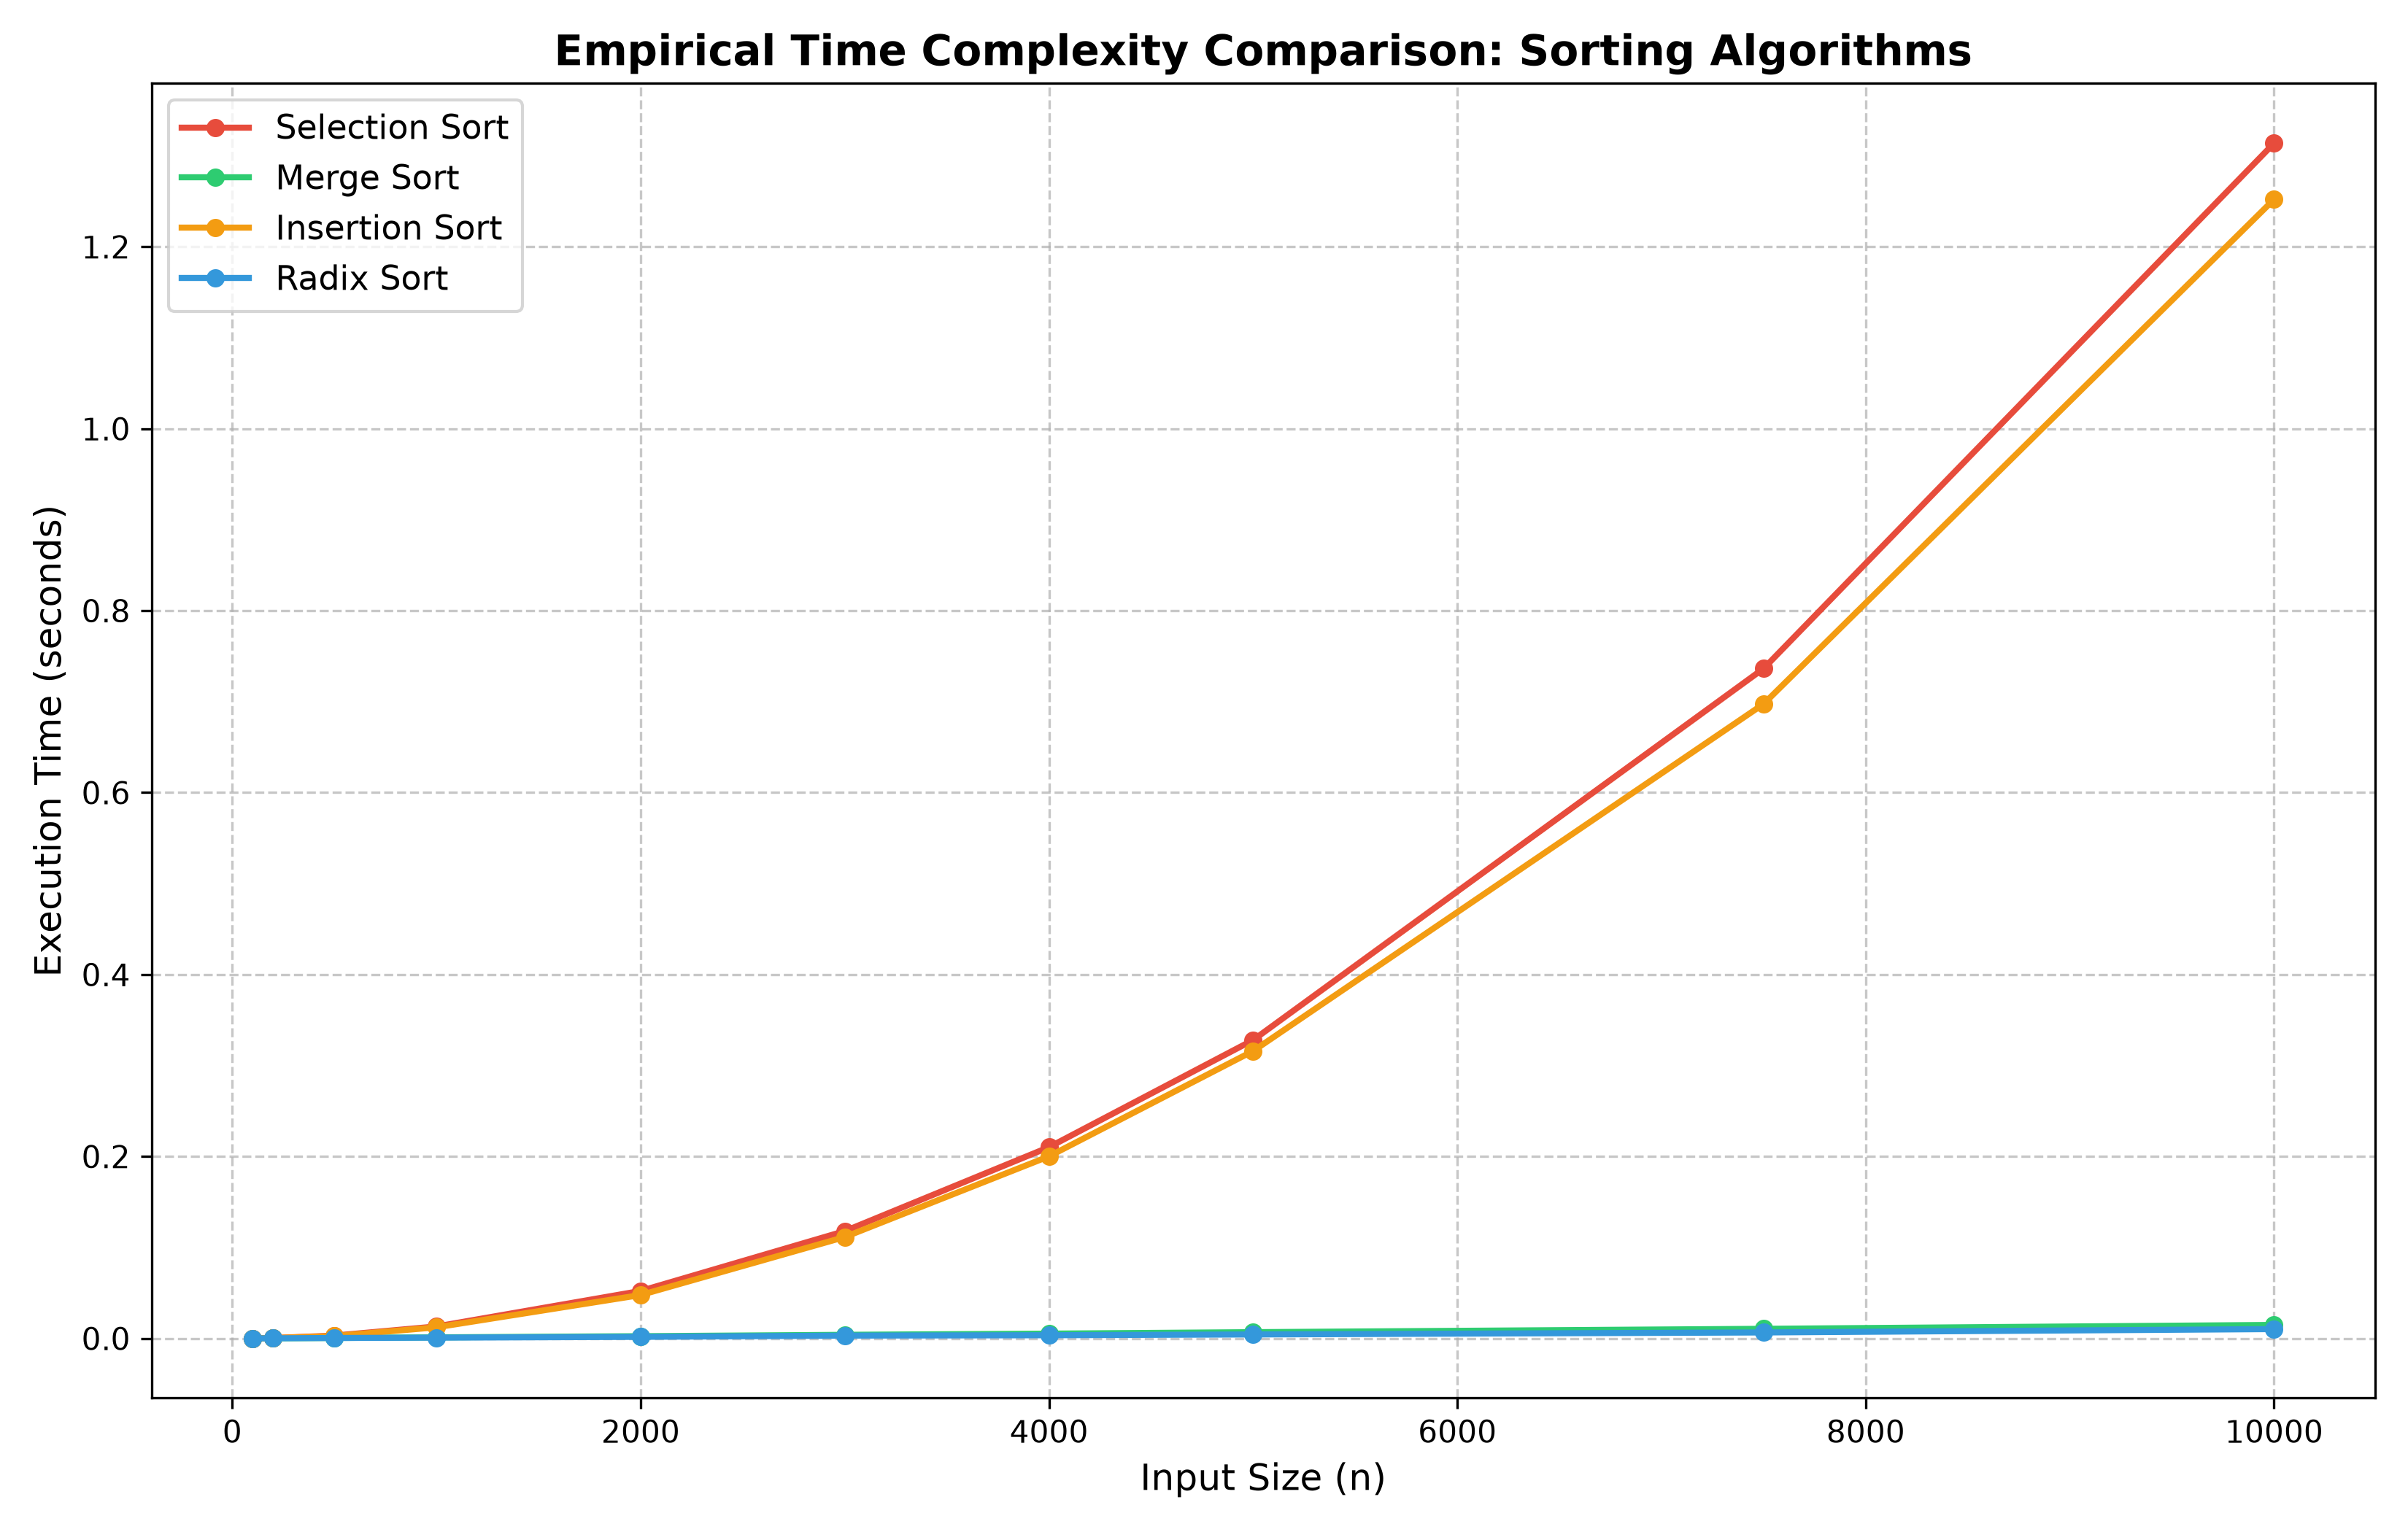 Empirical Time Complexity Comparison: Sorting Algorithms
Selection Sort
Merge Sort
Insertion Sort
Radix Sort
Execution Time (seconds)
1.2
1.0
0.8
0.6
0.4
0.2
0.0
0 2000 4000 6000 8000 10000
Input Size (n)